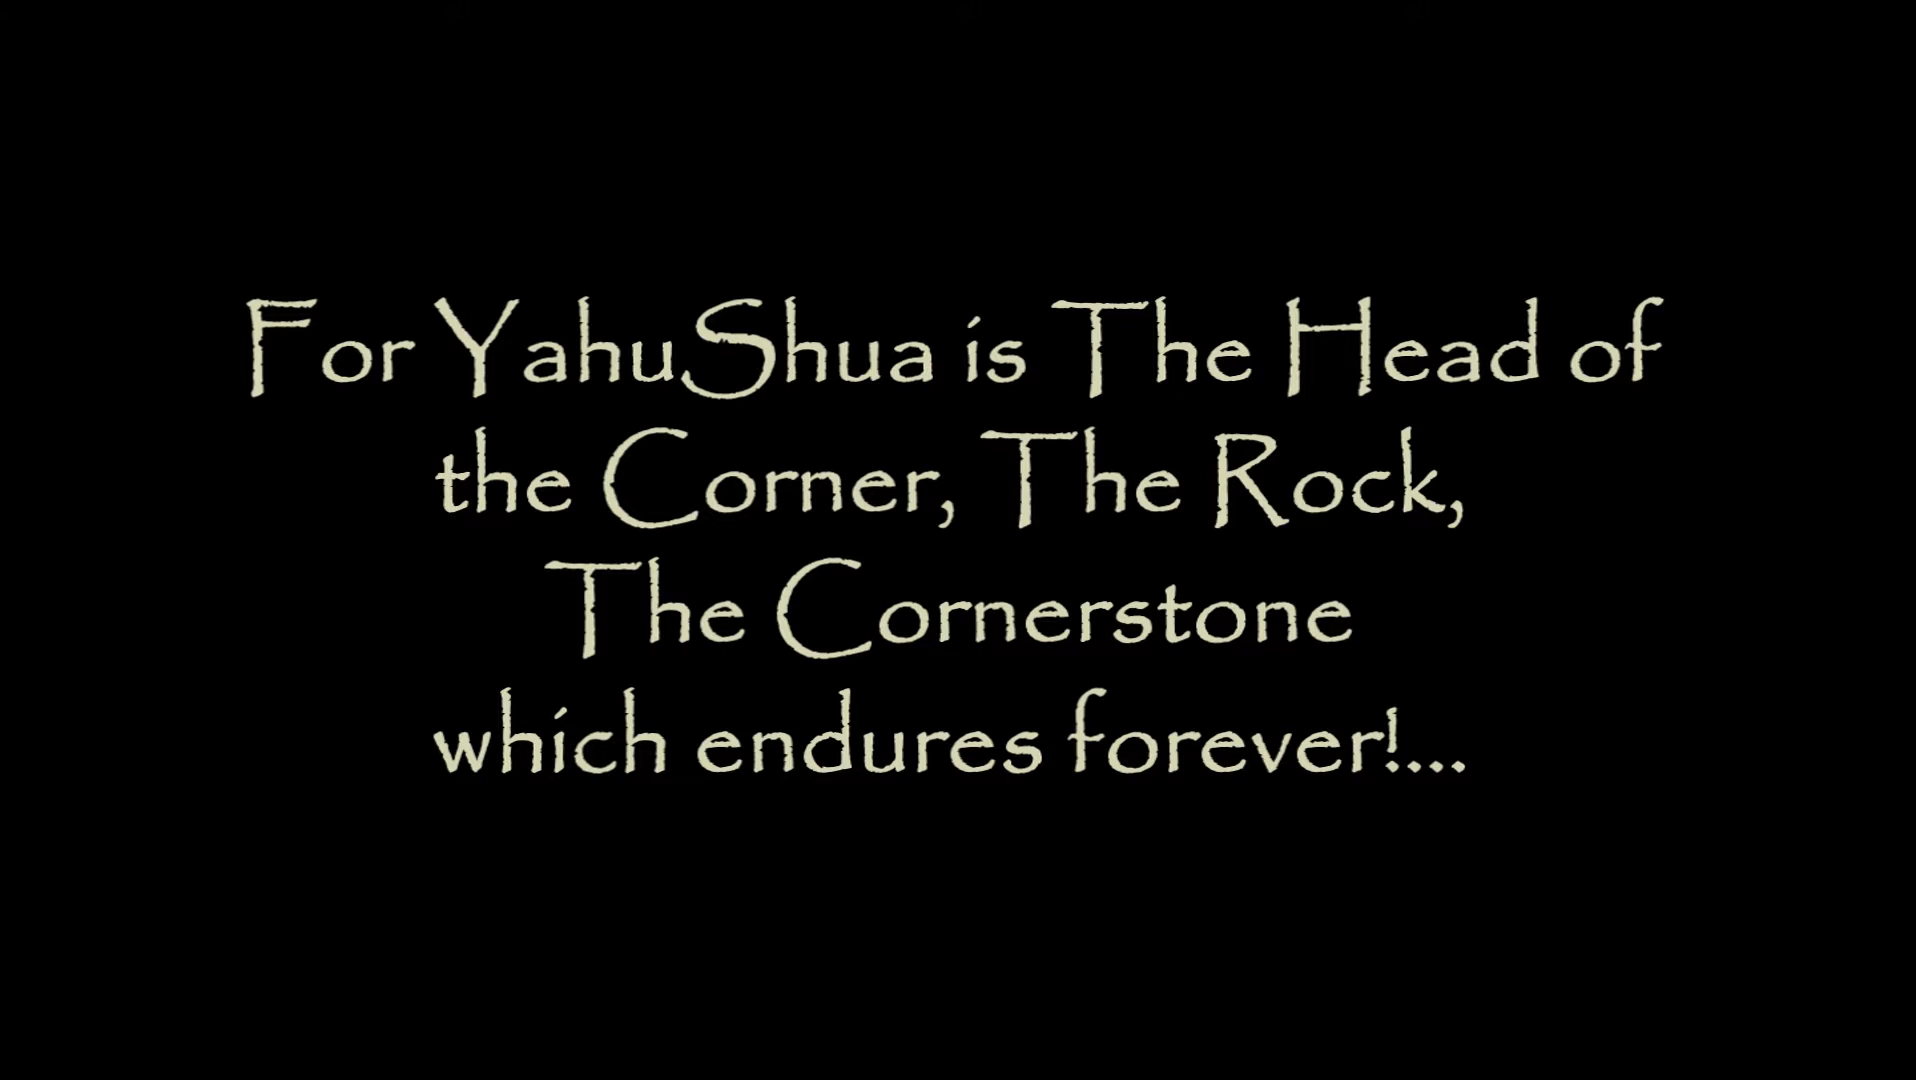 For YahuShua is The Head of
the Corner, The Rock,
The Cornerstone
which endures forever!...